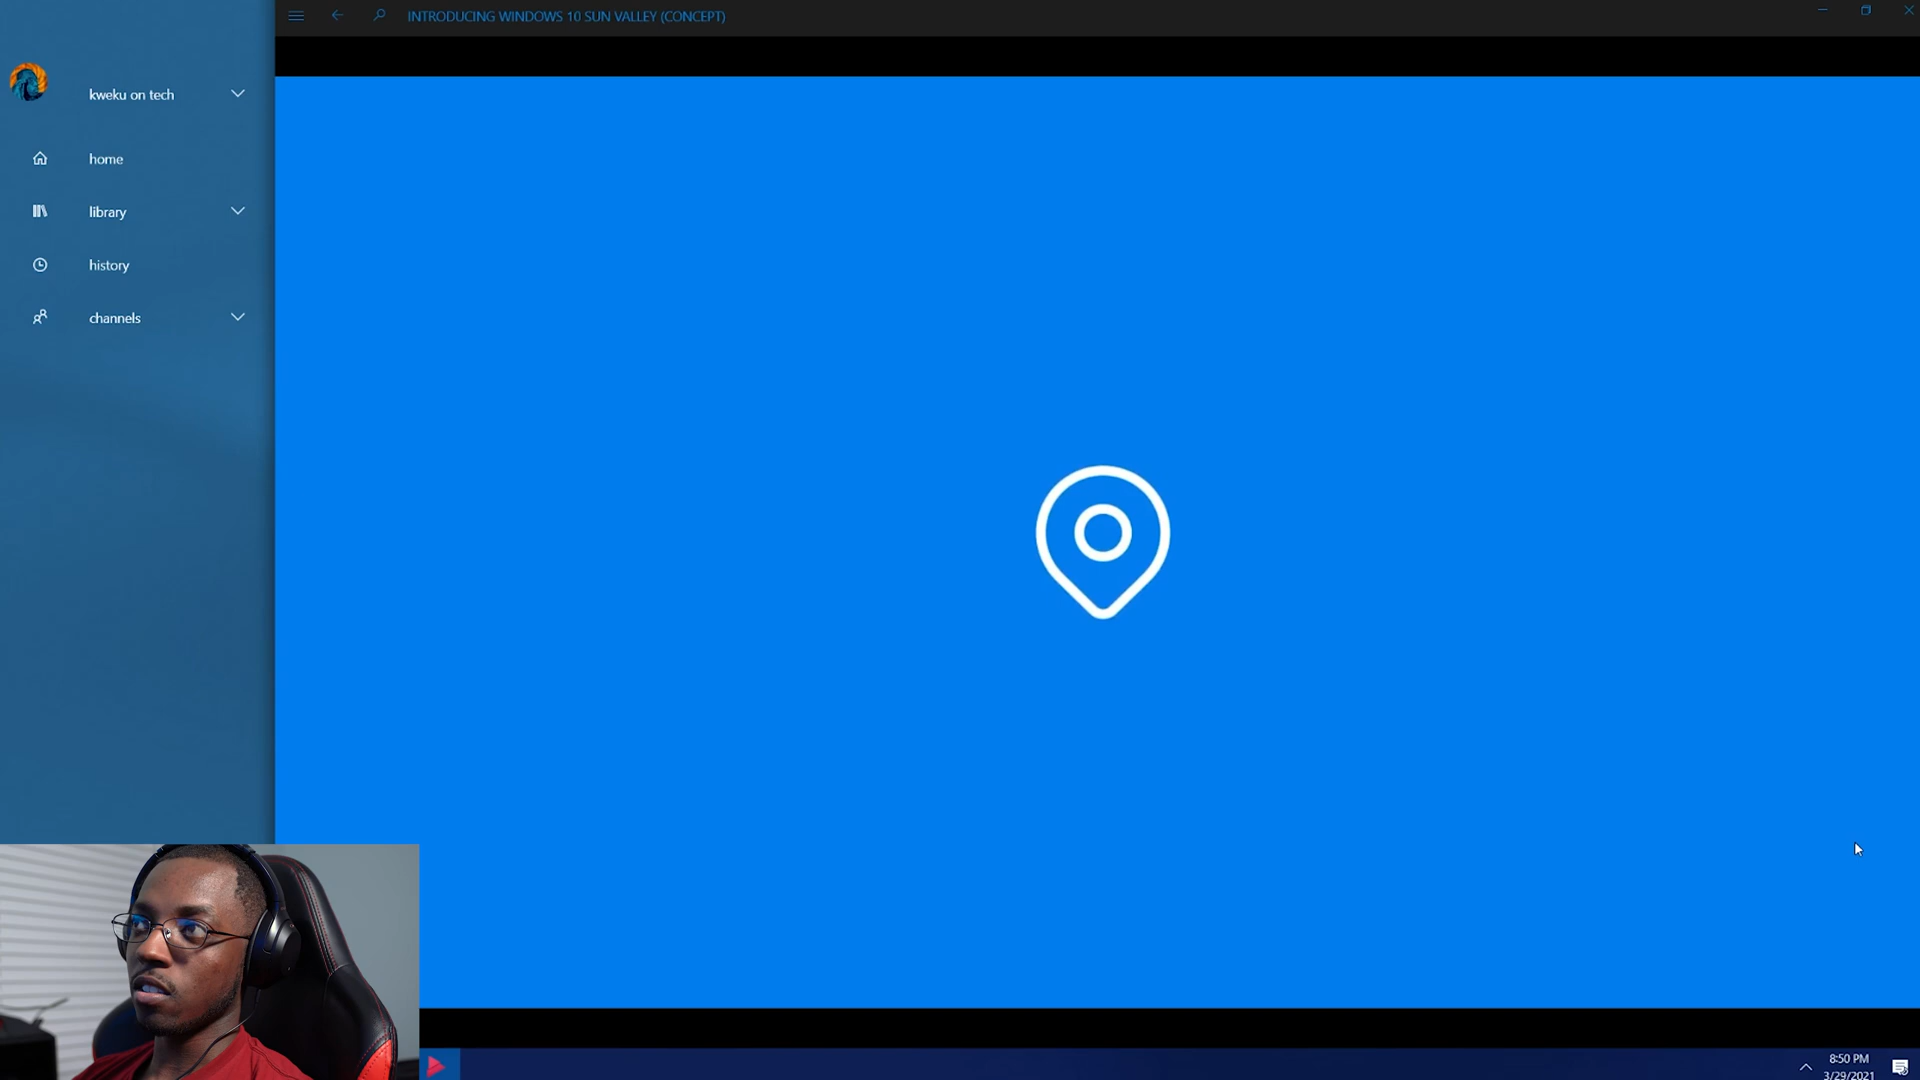 INTRODUCING WINDOWS 10 SUN VALLEY (CONCEPT)
kweku on tech
home
library
history
channels
8:50 PM
3/29/2021